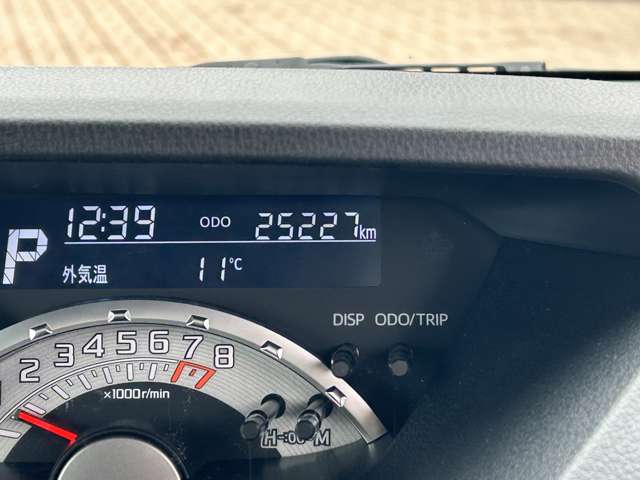 12:39 ODO 25227km
P
外気温 11℃
DISP ODO/TRIP
2 3 4 5 6 7 8
×1000r/min
H :00 M